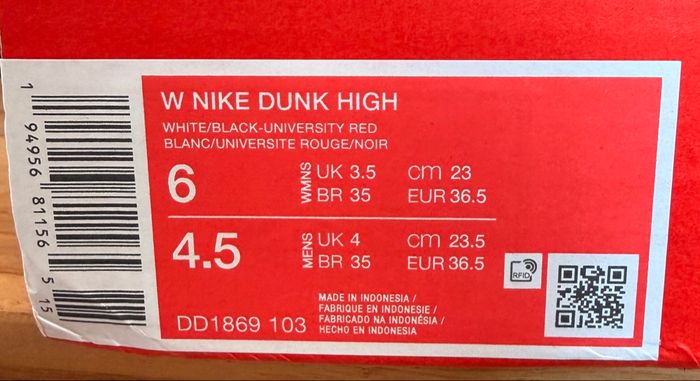 W NIKE DUNK HIGH
WHITE/BLACK-UNIVERSITY RED
BLANC/UNIVERSITE ROUGE/NOIR
6 WMNS UK 3.5 cm 23
BR 35 EUR 36.5
4.5 MENS UK 4 cm 23.5
BR 35 EUR 36.5
RFID
DD1869 103
MADE IN INDONESIA /
FABRIQUE EN INDONESIE /
FABRICADO NA INDONÉSIA /
HECHO EN INDONESIA
1 94956 81156 515